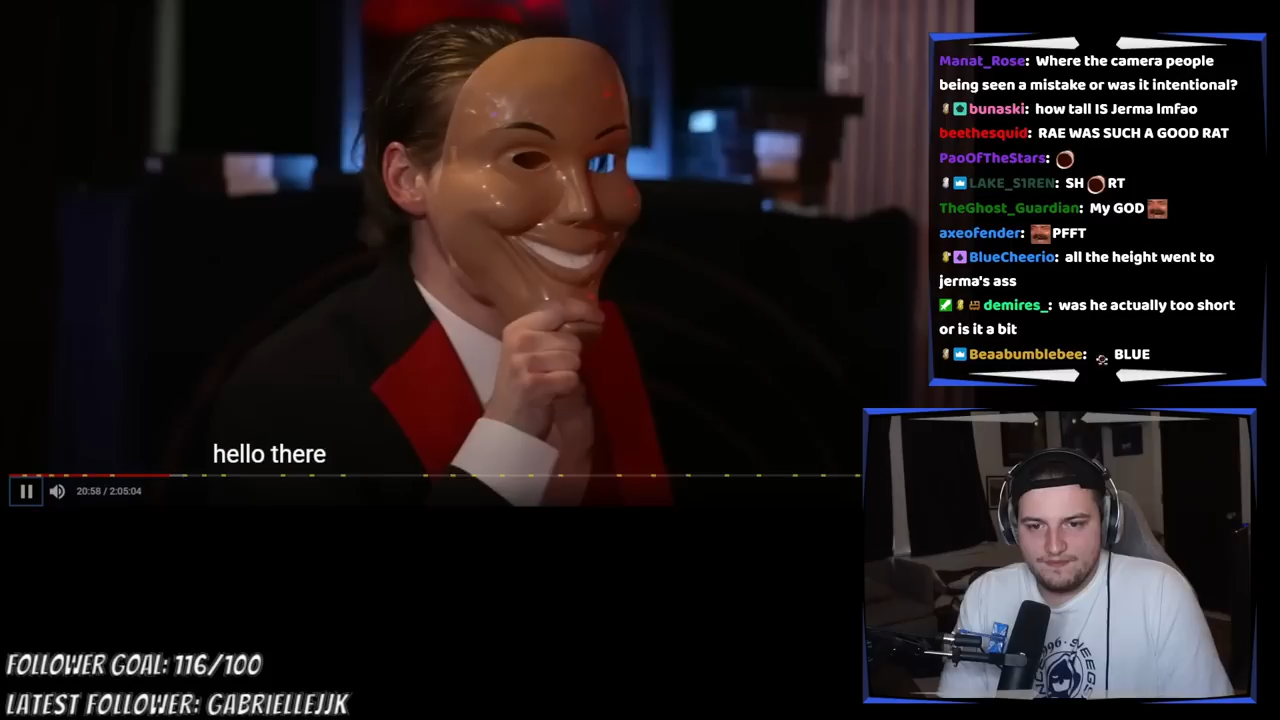 Manat_Rose: Where the camera people
being seen a mistake or was it intentional?
bunaski: how tall IS Jerma lmfao
beethesquid: RAE WAS SUCH A GOOD RAT
PaoOfTheStars:
LAKE_S1REN: SH RT
TheGhost_Guardian: My GOD
axeofender: PFFT
BlueCheerio: all the height went to
jerma's ass
demires_: was he actually too short
or is it a bit
Beaabumblebee: BLUE
hello there
20:58 / 2:05:04
FOLLOWER GOAL: 116/100
LATEST FOLLOWER: GABRIELLEJJK